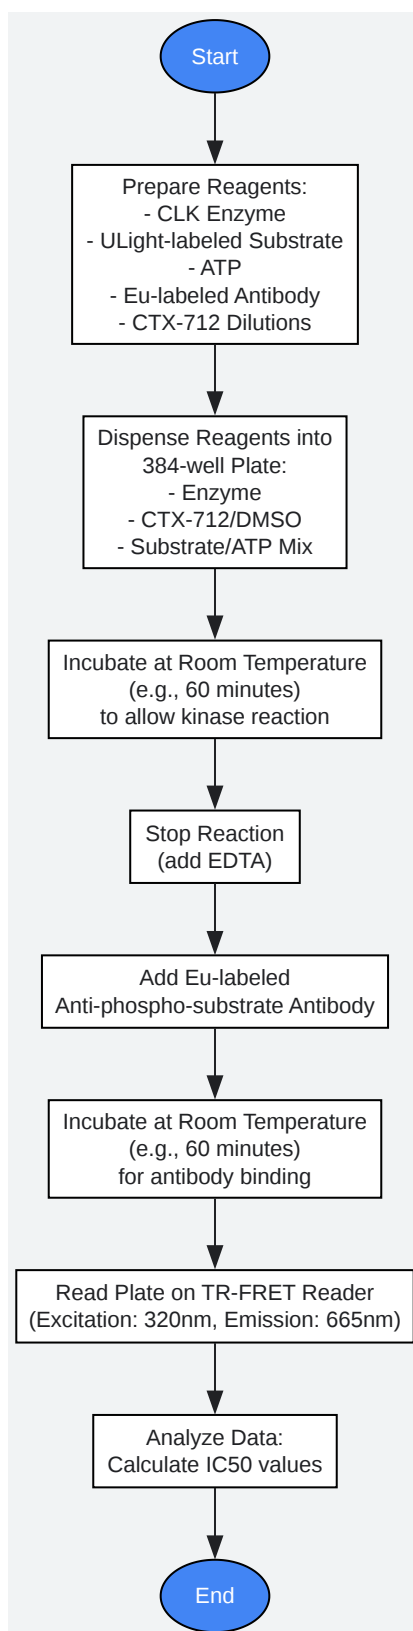 Start
Prepare Reagents:
- CLK Enzyme
- ULight-labeled Substrate
- ATP
- Eu-labeled Antibody
- CTX-712 Dilutions
Dispense Reagents into
384-well Plate:
- Enzyme
- CTX-712/DMSO
- Substrate/ATP Mix
Incubate at Room Temperature
(e.g., 60 minutes)
to allow kinase reaction
Stop Reaction
(add EDTA)
Add Eu-labeled
Anti-phospho-substrate Antibody
Incubate at Room Temperature
(e.g., 60 minutes)
for antibody binding
Read Plate on TR-FRET Reader
(Excitation: 320nm, Emission: 665nm)
Analyze Data:
Calculate IC50 values
End